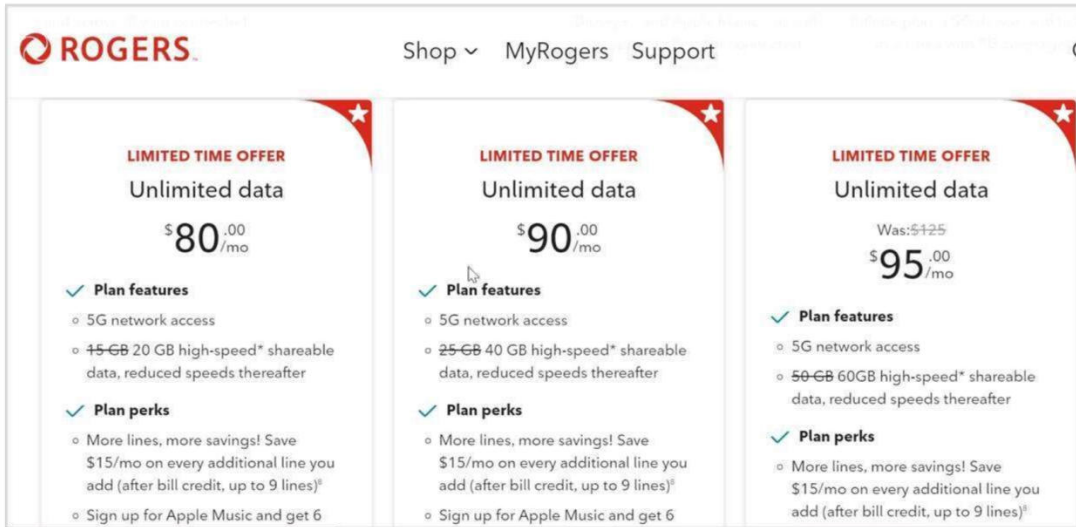 ROGERS™
Shop MyRogers Support
LIMITED TIME OFFER
Unlimited data
$80.00/mo
Plan features
5G network access
15 GB 20 GB high-speed* shareable
data, reduced speeds thereafter
Plan perks
More lines, more savings! Save
$15/mo on every additional line you
add (after bill credit, up to 9 lines)⁸
Sign up for Apple Music and get 6
LIMITED TIME OFFER
Unlimited data
$90.00/mo
Plan features
5G network access
25 GB 40 GB high-speed* shareable
data, reduced speeds thereafter
Plan perks
More lines, more savings! Save
$15/mo on every additional line you
add (after bill credit, up to 9 lines)⁸
Sign up for Apple Music and get 6
LIMITED TIME OFFER
Unlimited data
Was:$125
$95.00/mo
Plan features
5G network access
50 GB 60GB high-speed* shareable
data, reduced speeds thereafter
Plan perks
More lines, more savings! Save
$15/mo on every additional line you
add (after bill credit, up to 9 lines)⁸